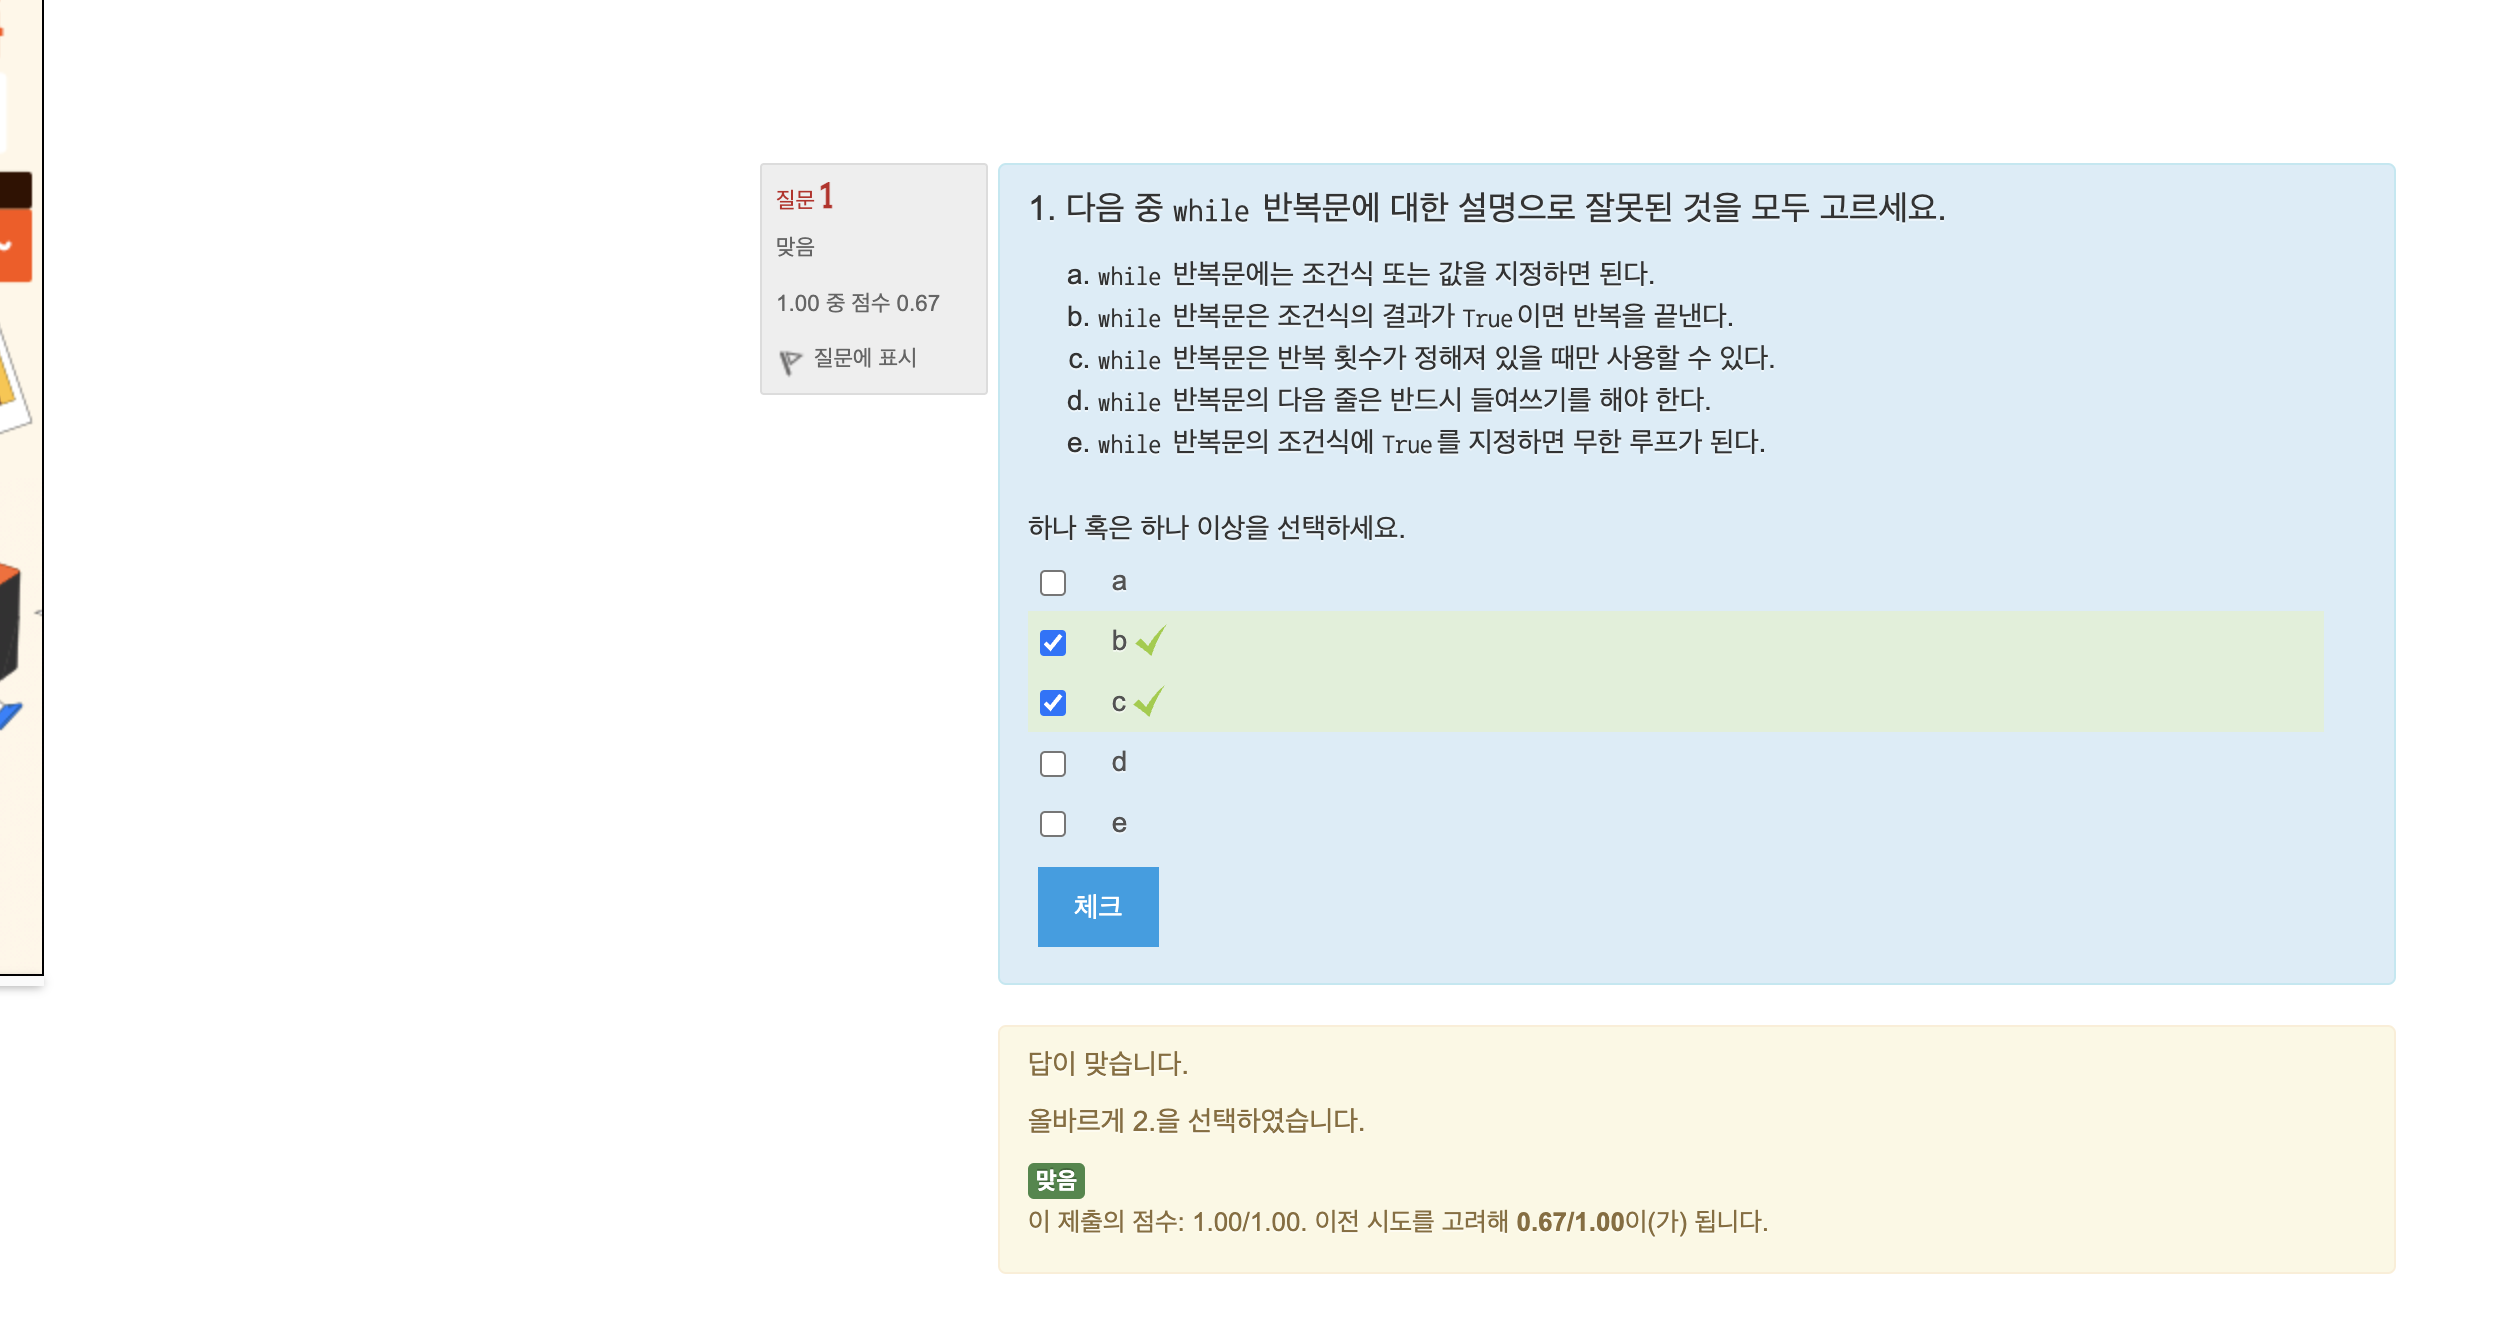 질문 1
맞음
1.00 중 점수 0.67
질문에 표시
1. 다음 중 while 반복문에 대한 설명으로 잘못된 것을 모두 고르세요.
a. while 반복문에는 조건식 또는 값을 지정하면 된다.
b. while 반복문은 조건식의 결과가 True이면 반복을 끝낸다.
c. while 반복문은 반복 횟수가 정해져 있을 때만 사용할 수 있다.
d. while 반복문의 다음 줄은 반드시 들여쓰기를 해야 한다.
e. while 반복문의 조건식에 True를 지정하면 무한 루프가 된다.
하나 혹은 하나 이상을 선택하세요.
a
b
c
d
e
체크
답이 맞습니다.
올바르게 2.을 선택하였습니다.
맞음
이 제출의 점수: 1.00/1.00. 이전 시도를 고려해 0.67/1.00이(가) 됩니다.